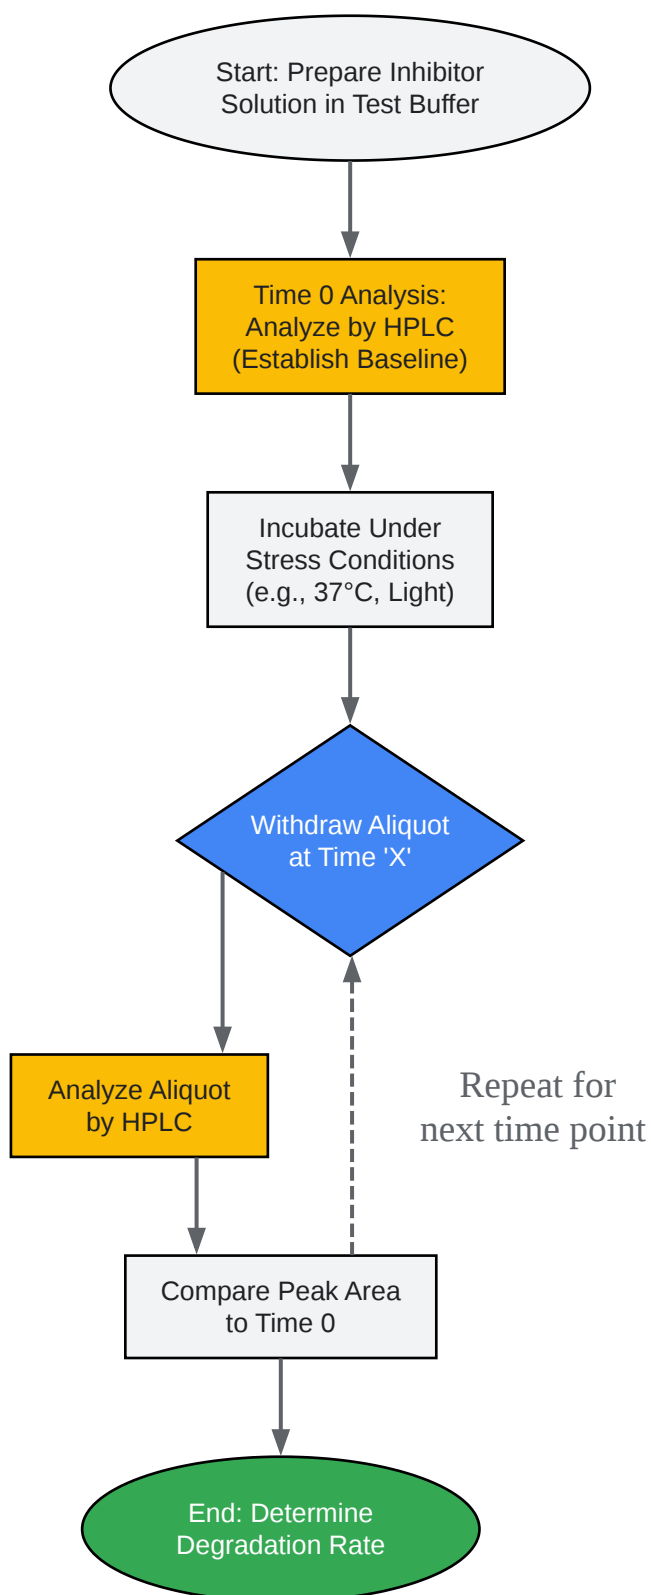 Start: Prepare Inhibitor
Solution in Test Buffer
Time 0 Analysis:
Analyze by HPLC
(Establish Baseline)
Incubate Under
Stress Conditions
(e.g., 37°C, Light)
Withdraw Aliquot
at Time 'X'
Analyze Aliquot
by HPLC
Repeat for
next time point
Compare Peak Area
to Time 0
End: Determine
Degradation Rate